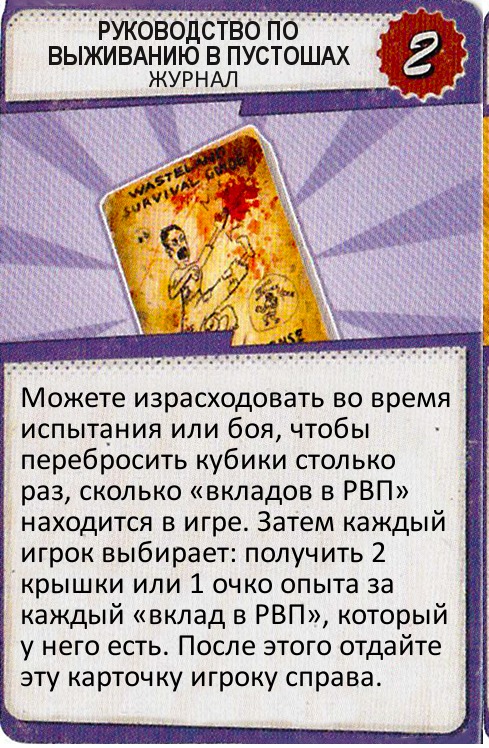 РУКОВОДСТВО ПО
ВЫЖИВАНИЮ В ПУСТОШАХ
ЖУРНАЛ
2
WASTELAND
SURVIVAL GUIDE
Можете израсходовать во время
испытания или боя, чтобы
перебросить кубики столько
раз, сколько «вкладов в РВП»
находится в игре. Затем каждый
игрок выбирает: получить 2
крышки или 1 очко опыта за
каждый «вклад в РВП», который
у него есть. После этого отдайте
эту карточку игроку справа.